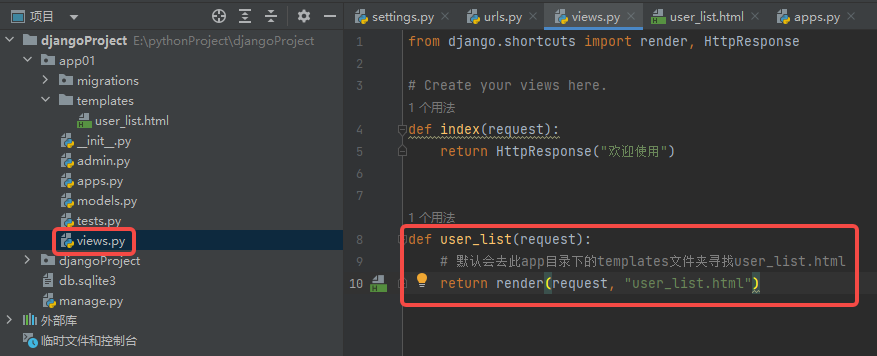 项目
djangoProject E:\pythonProject\djangoProject
app01
migrations
templates
user_list.html
__init__.py
admin.py
apps.py
models.py
tests.py
views.py
djangoProject
db.sqlite3
manage.py
外部库
临时文件和控制台
settings.py
urls.py
views.py
user_list.html
apps.py
1 from django.shortcuts import render, HttpResponse
2
3 # Create your views here.
1 个用法
4 def index(request):
5 return HttpResponse("欢迎使用")
6
7
1 个用法
8 def user_list(request):
9 # 默认会去此app目录下的templates文件夹寻找user_list.html
10 return render(request, "user_list.html")